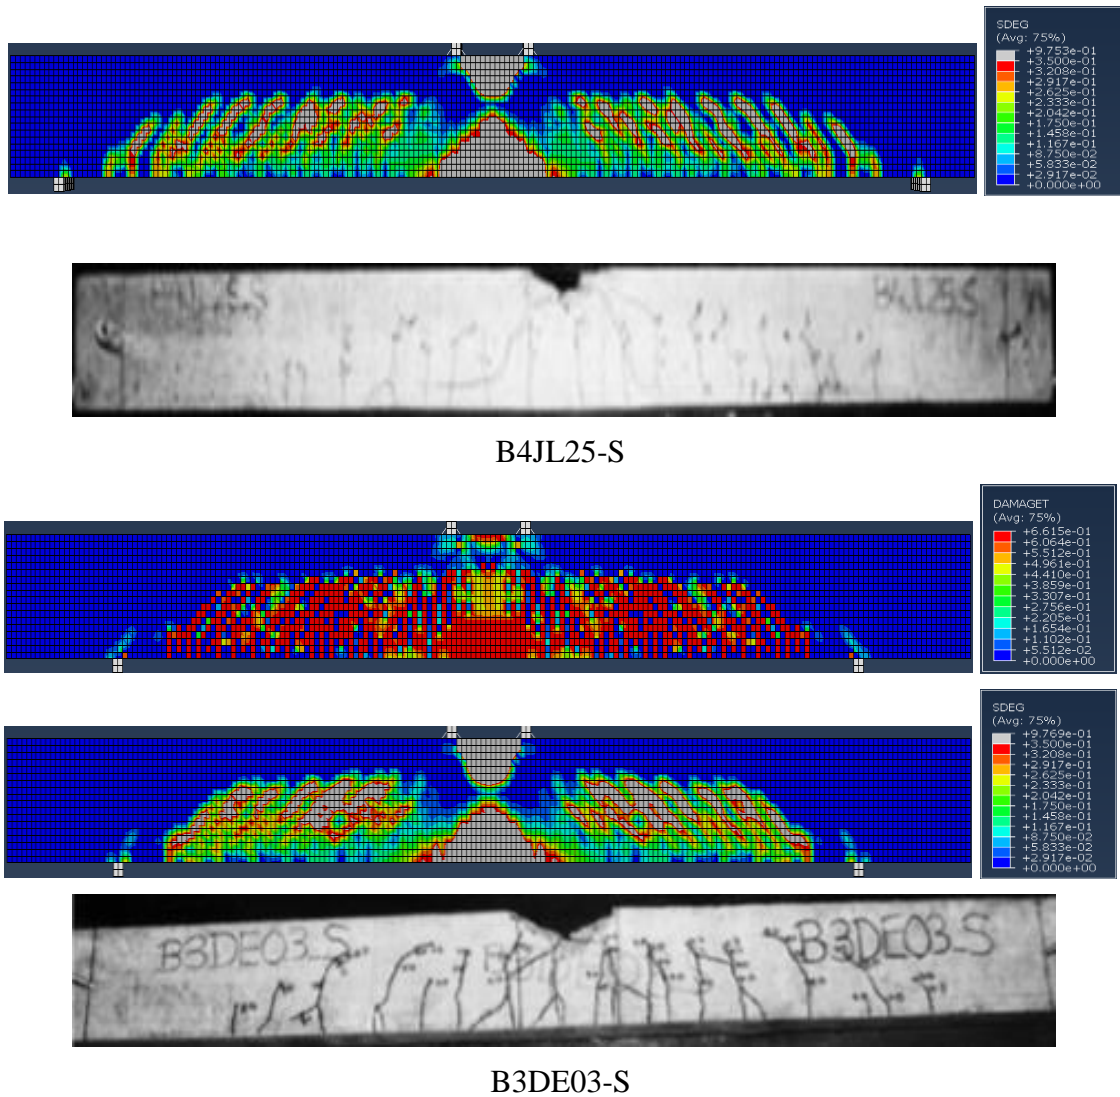 SDEG
(Avg: 75%)
+9.753e-01
+3.500e-01
+3.208e-01
+2.917e-01
+2.625e-01
+2.333e-01
+2.042e-01
+1.750e-01
+1.458e-01
+1.167e-01
+8.750e-02
+5.833e-02
+2.917e-02
+0.000e+00
B4JL25-S
DAMAGET
(Avg: 75%)
+6.615e-01
+6.064e-01
+5.512e-01
+4.961e-01
+4.410e-01
+3.859e-01
+3.307e-01
+2.756e-01
+2.205e-01
+1.654e-01
+1.102e-01
+5.512e-02
+0.000e+00
SDEG
(Avg: 75%)
+9.769e-01
+3.500e-01
+3.208e-01
+2.917e-01
+2.625e-01
+2.333e-01
+2.042e-01
+1.750e-01
+1.458e-01
+1.167e-01
+8.750e-02
+5.833e-02
+2.917e-02
+0.000e+00
B3DE03-S B3DE03-S
B3DE03-S